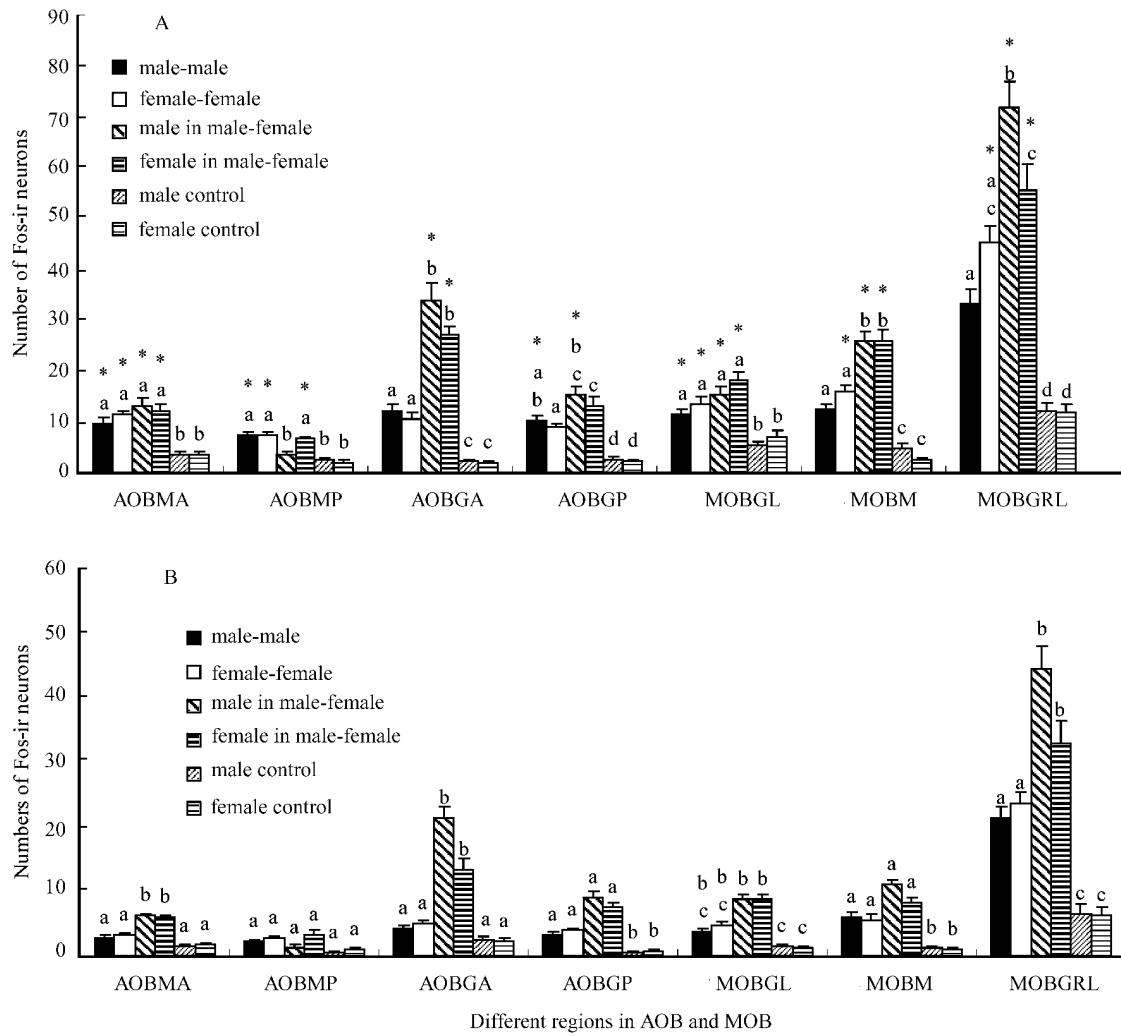 A
Number of Fos-ir neurons
90
80
70
60
50
40
30
20
10
0
male-male
female-female
male in male-female
female in male-female
male control
female control
* * * *
a a a a b b
* * *
a a b a b b
* *
a a b b c c
* *
a b
b a c c d d
* * * *
a a a a b b
* * *
a a b b c c
* * *
a
a c b c d d
AOBMA AOBMP AOBGA AOBGP MOBGL MOBM MOBGRL
B
Numbers of Fos-ir neurons
60
50
40
30
20
10
0
male-male
female-female
male in male-female
female in male-female
male control
female control
a a b b a a
a a a a a a
a a b b a a
a a a a b b
b b
c c b b c c
a a a a b b
a a b b c c
AOBMA AOBMP AOBGA AOBGP MOBGL MOBM MOBGRL
Different regions in AOB and MOB